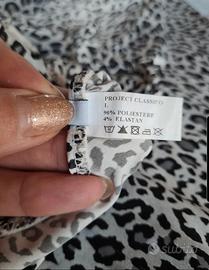 PROJECT CLASSICO
L
96% POLIESTERE
4% ELASTAN
subito